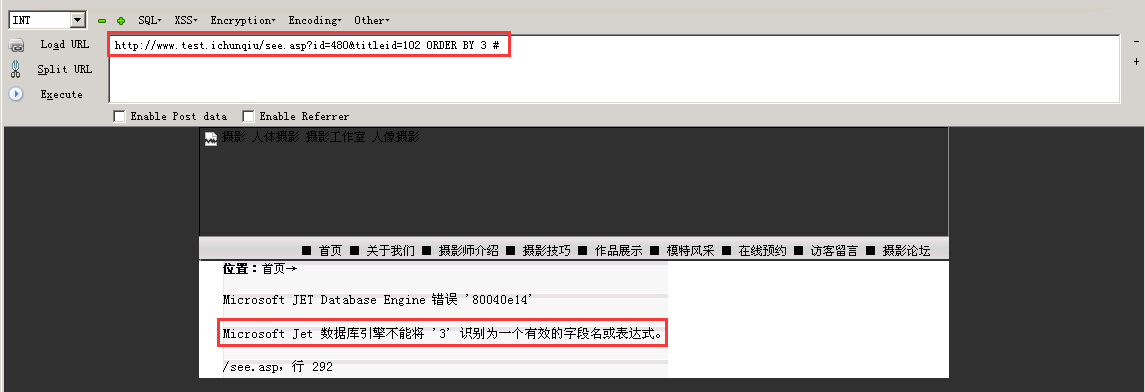 INT SQL▾ XSS▾ Encryption▾ Encoding▾ Other▾
Load URL
http://www.test.ichunqiu/see.asp?id=480&titleid=102 ORDER BY 3 #
Split URL
Execute
Enable Post data Enable Referrer
摄影 人体摄影 摄影工作室 人像摄影
■ 首页 ■ 关于我们 ■ 摄影师介绍 ■ 摄影技巧 ■ 作品展示 ■ 模特风采 ■ 在线预约 ■ 访客留言 ■ 摄影论坛
位置：首页→
Microsoft JET Database Engine 错误 '80040e14'
Microsoft Jet 数据库引擎不能将 '3' 识别为一个有效的字段名或表达式。
/see.asp，行 292